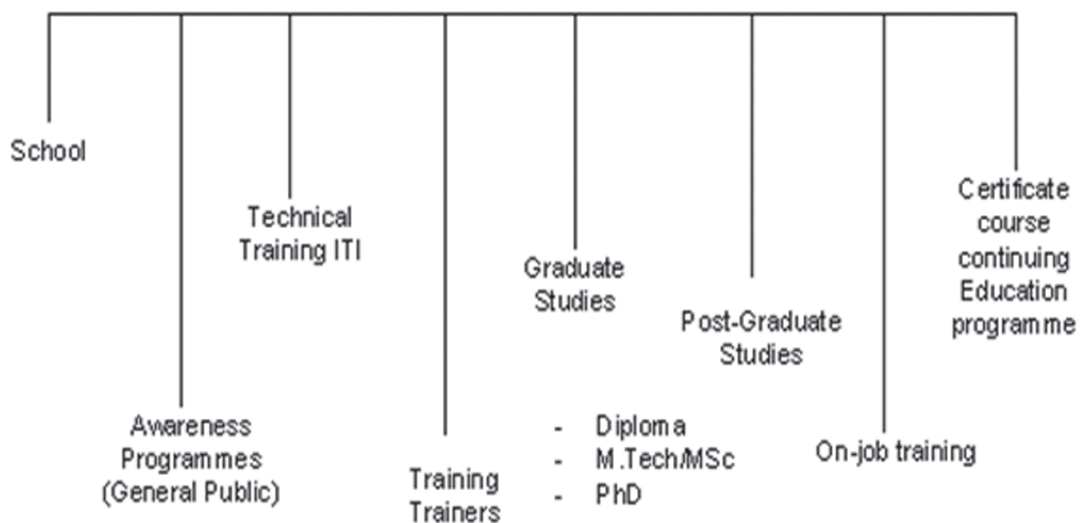 School
Technical
Training ITI
Certificate
course
continuing
Education
programme
Graduate
Studies
Post-Graduate
Studies
Awareness
Programmes
(General Public)
Training
Trainers
- Diploma
- M.Tech/MSc
- PhD
On-job training